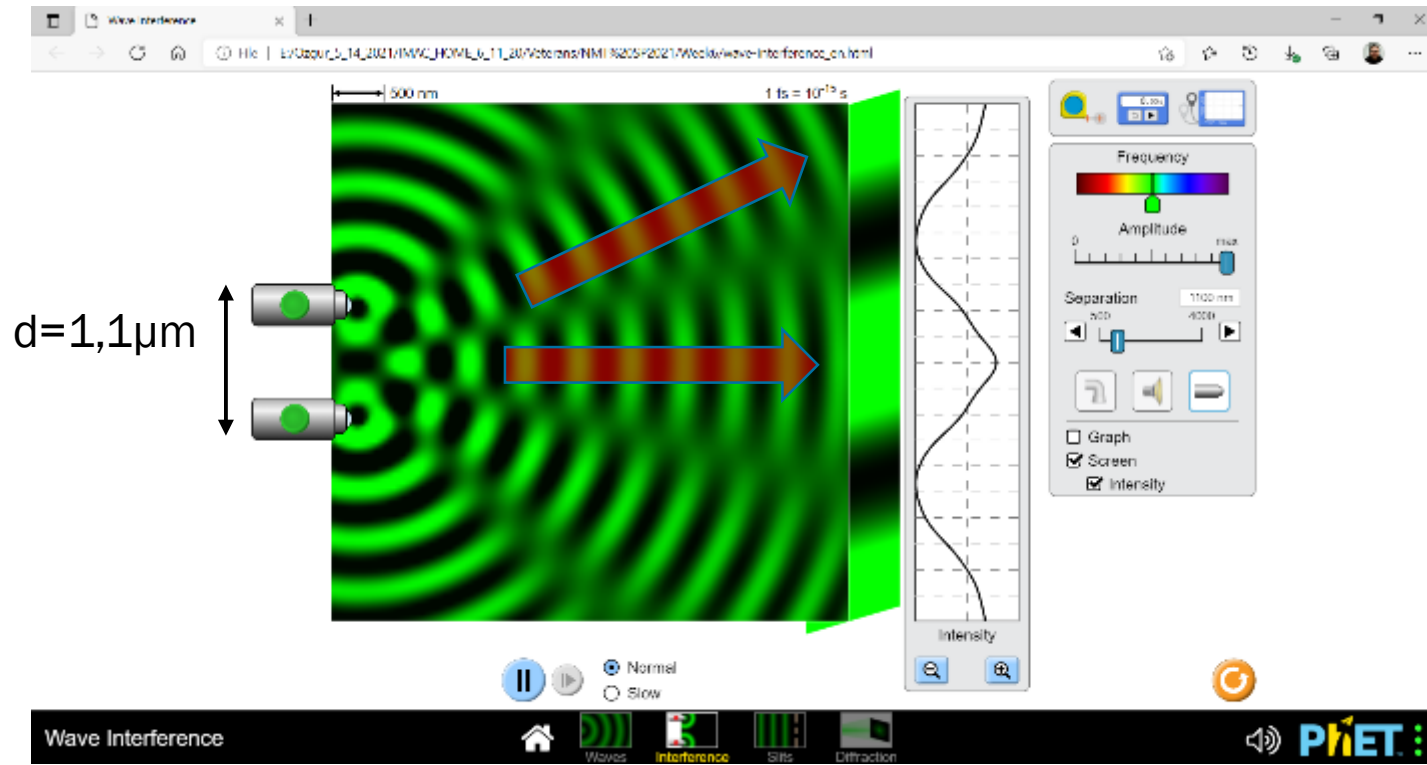 Wave Interference
500 nm
1 fs = 10⁻¹⁵ s
Frequency
Amplitude
0
max
d=1,1μm
Separation
1100 nm
500
4000
Graph
Screen
Intensity
Intensity
Normal
Slow
Wave Interference
Waves
Interference
Slits
Diffraction
PhET